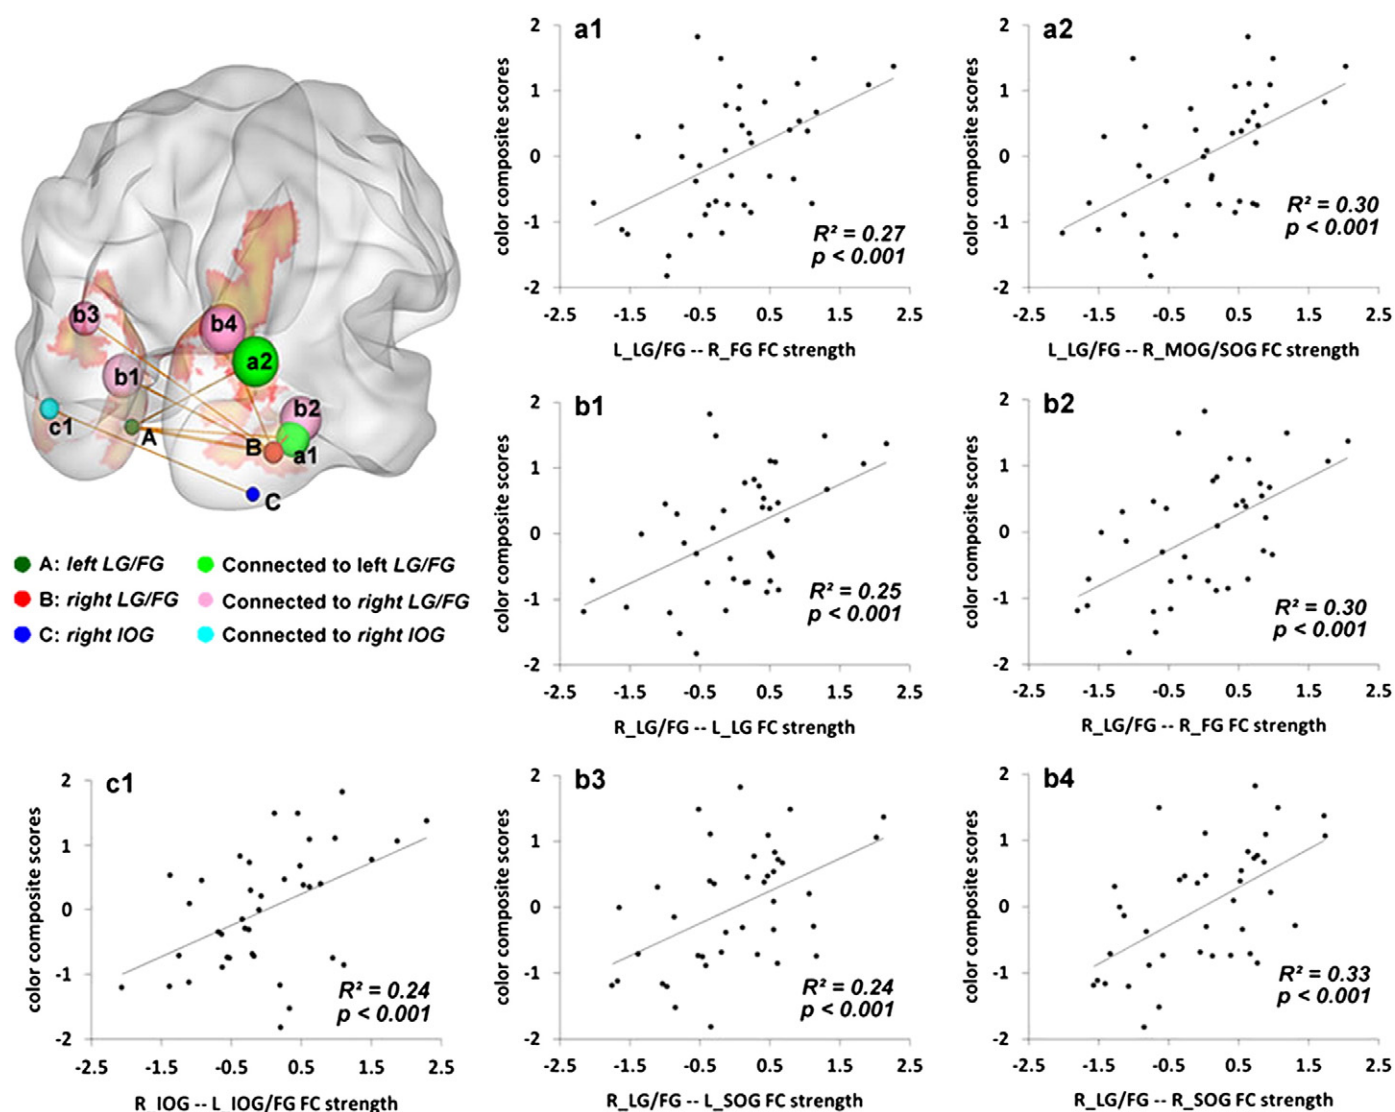 b3
b4
a2
b1
b2
c1
A
B
a1
C
A: left LG/FG
Connected to left LG/FG
B: right LG/FG
Connected to right LG/FG
C: right IOG
Connected to right IOG
a1
color composite scores
2
1
0
-1
-2
R² = 0.27
p < 0.001
-2.5 -1.5 -0.5 0.5 1.5 2.5
L_LG/FG -- R_FG FC strength
a2
color composite scores
2
1
0
-1
-2
R² = 0.30
p < 0.001
-2.5 -1.5 -0.5 0.5 1.5 2.5
L_LG/FG -- R_MOG/SOG FC strength
b1
color composite scores
2
1
0
-1
-2
R² = 0.25
p < 0.001
-2.5 -1.5 -0.5 0.5 1.5 2.5
R_LG/FG -- L_LG FC strength
b2
color composite scores
2
1
0
-1
-2
R² = 0.30
p < 0.001
-2.5 -1.5 -0.5 0.5 1.5 2.5
R_LG/FG -- R_FG FC strength
c1
color composite scores
2
1
0
-1
-2
R² = 0.24
p < 0.001
-2.5 -1.5 -0.5 0.5 1.5 2.5
R_IOG -- L_IOG/FG FC strength
b3
color composite scores
2
1
0
-1
-2
R² = 0.24
p < 0.001
-2.5 -1.5 -0.5 0.5 1.5 2.5
R_LG/FG -- L_SOG FC strength
b4
color composite scores
2
1
0
-1
-2
R² = 0.33
p < 0.001
-2.5 -1.5 -0.5 0.5 1.5 2.5
R_LG/FG -- R_SOG FC strength